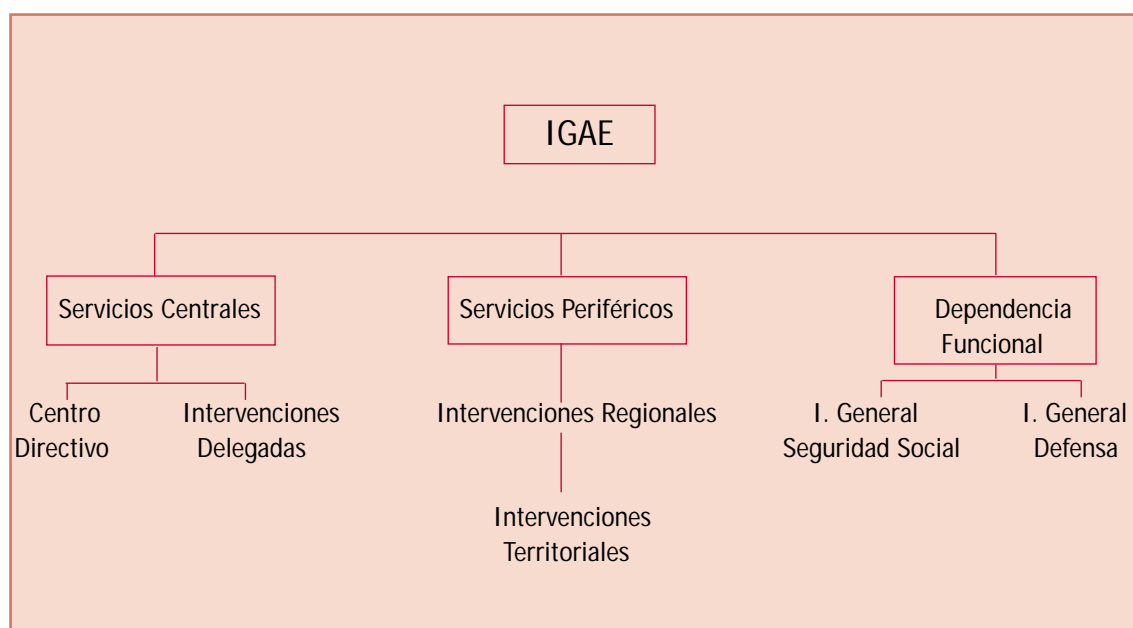 IGAE
Servicios Centrales
Servicios Periféricos
Dependencia
Funcional
Centro
Directivo
Intervenciones
Delegadas
Intervenciones Regionales
I. General
Seguridad Social
I. General
Defensa
Intervenciones
Territoriales